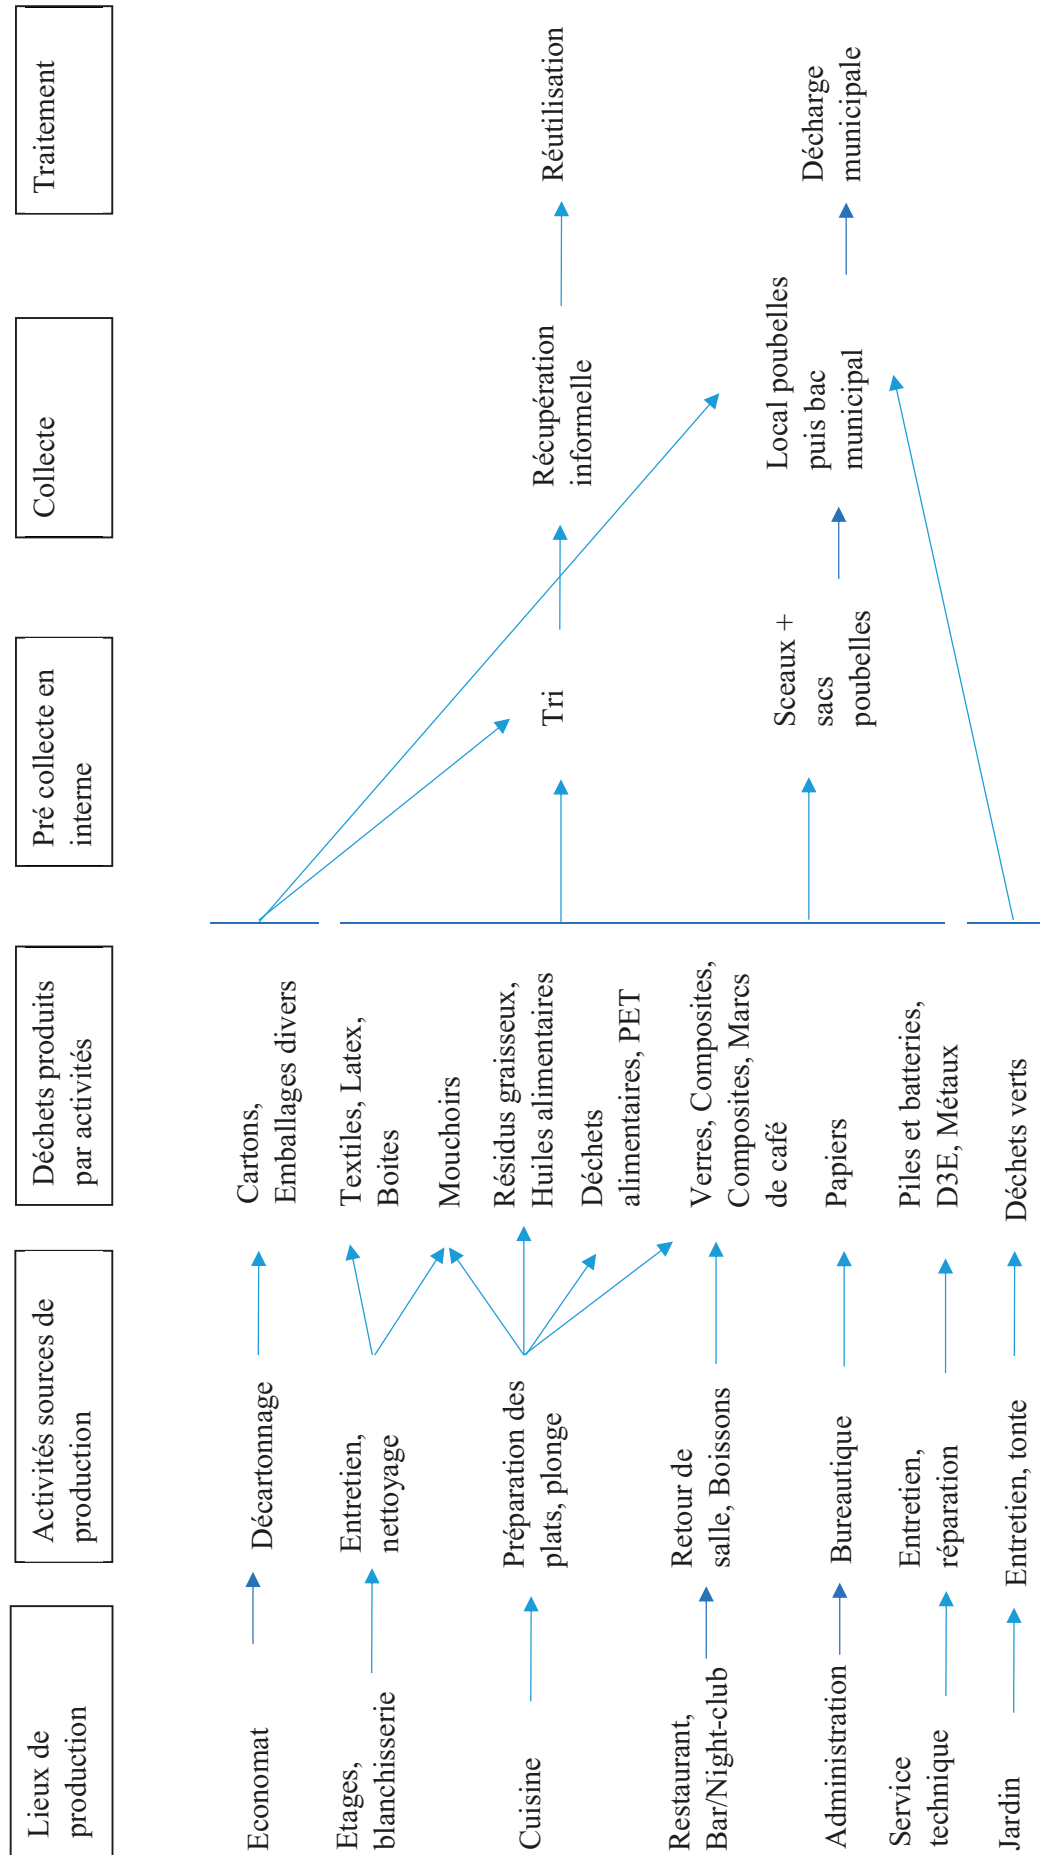 Lieux de
production
Activités sources de
production
Déchets produits
par activités
Pré collecte en
interne
Collecte
Traitement
Economat
Décartonnage
Cartons,
Emballages divers
Etages,
blanchisserie
Entretien,
nettoyage
Textiles, Latex,
Boites
Mouchoirs
Cuisine
Préparation des
plats, plonge
Résidus graisseux,
Huiles alimentaires
Déchets
alimentaires, PET
Tri
Récupération
informelle
Réutilisation
Restaurant,
Bar/Night-club
Retour de
salle, Boissons
Verres, Composites,
Composites, Marcs
de café
Sceaux +
sacs
poubelles
Local poubelles
puis bac
municipal
Décharge
municipale
Administration
Bureautique
Papiers
Service
technique
Entretien,
réparation
Piles et batteries,
D3E, Métaux
Jardin
Entretien, tonte
Déchets verts